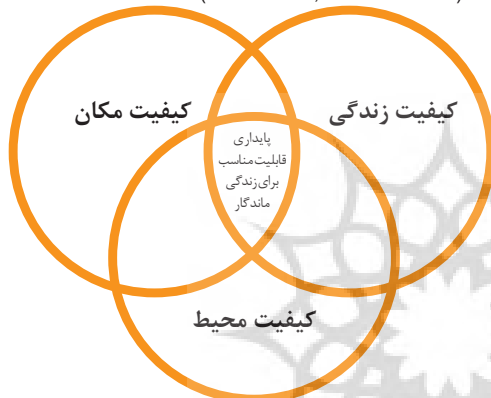 کیفیت زندگی
کیفیت مکان
پایداری
قابلیت مناسب
برای زندگی
ماندگار
کیفیت محیط